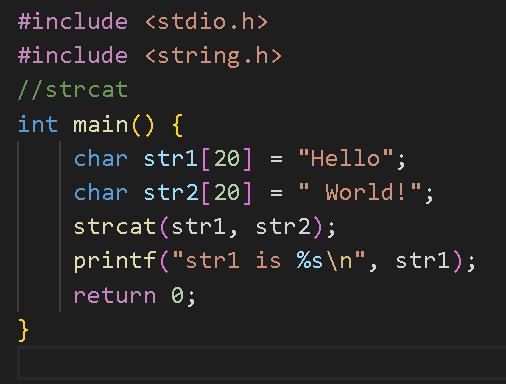 #include <stdio.h>
#include <string.h>
//strcat
int main() {
    char str1[20] = "Hello";
    char str2[20] = " World!";
    strcat(str1, str2);
    printf("str1 is %s\n", str1);
    return 0;
}